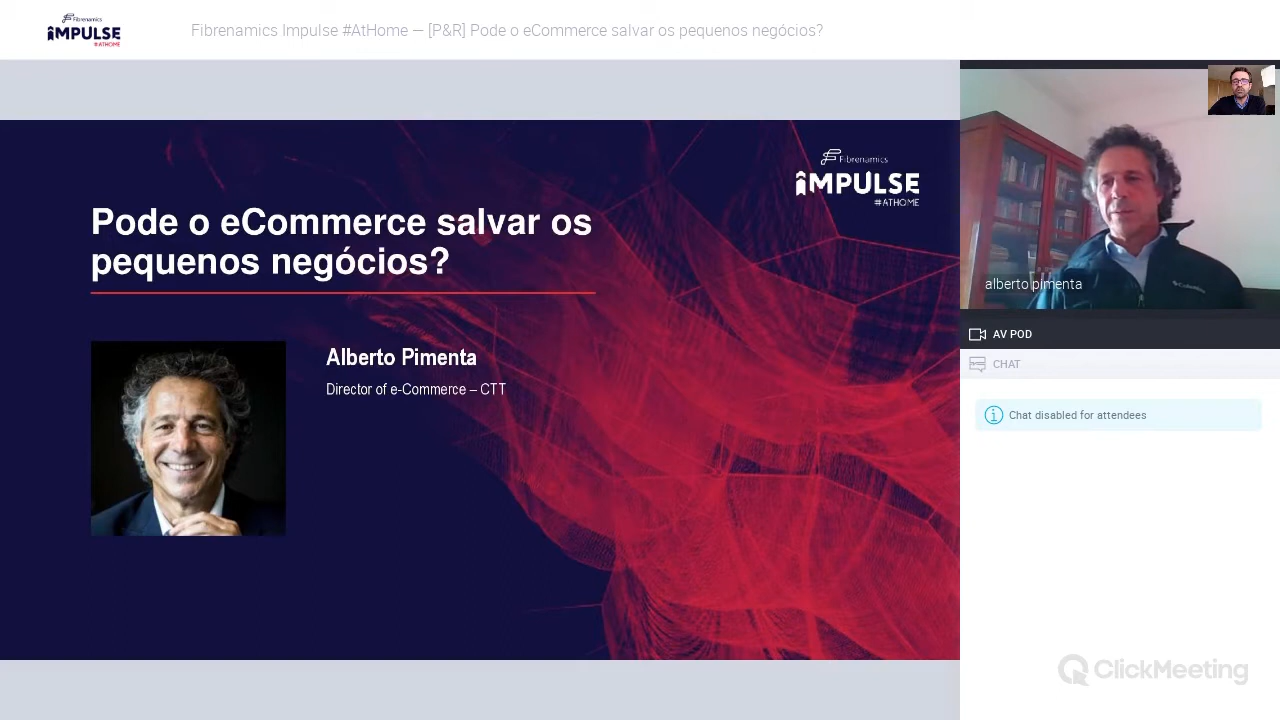 Fibrenamics
IMPULSE
#ATHOME
Fibrenamics Impulse #AtHome — [P&R] Pode o eCommerce salvar os pequenos negócios?
Fibrenamics
IMPULSE
#ATHOME
Pode o eCommerce salvar os
pequenos negócios?
Alberto Pimenta
Director of e-Commerce – CTT
alberto pimenta
Columbia
AV POD
CHAT
Chat disabled for attendees
ClickMeeting